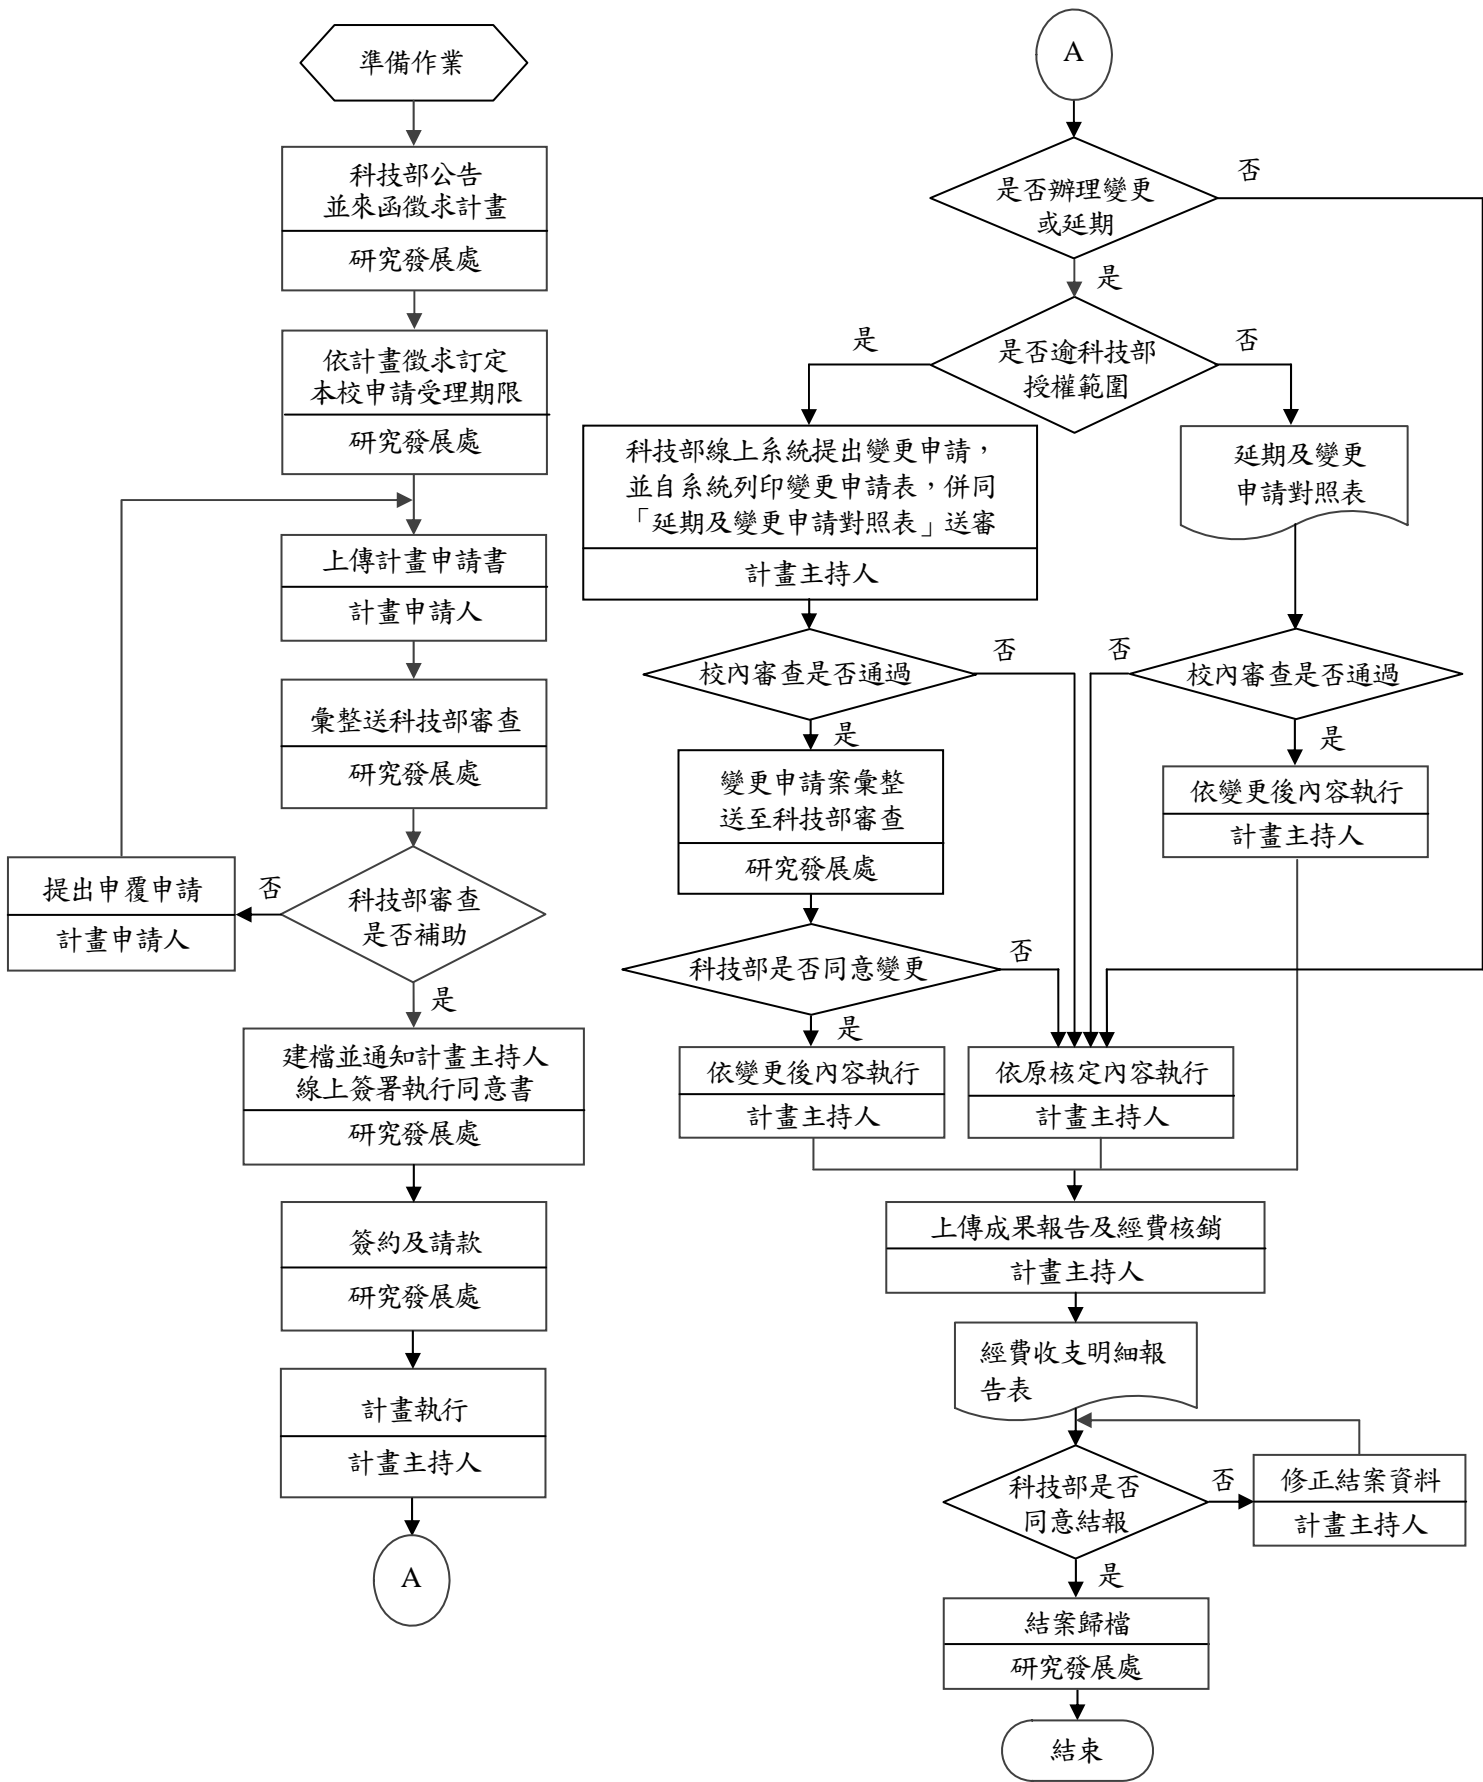 準備作業
科技部公告
並來函徵求計畫
研究發展處
依計畫徵求訂定
本校申請受理期限
研究發展處
上傳計畫申請書
計畫申請人
彙整送科技部審查
研究發展處
科技部審查
是否補助
否
提出申覆申請
計畫申請人
是
建檔並通知計畫主持人
線上簽署執行同意書
研究發展處
簽約及請款
研究發展處
計畫執行
計畫主持人
A
A
是否辦理變更
或延期
否
是
是否逾科技部
授權範圍
是
否
科技部線上系統提出變更申請，
並自系統列印變更申請表，併同
「延期及變更申請對照表」送審
計畫主持人
延期及變更
申請對照表
校內審查是否通過
否
是
校內審查是否通過
否
是
變更申請案彙整
送至科技部審查
研究發展處
依變更後內容執行
計畫主持人
科技部是否同意變更
否
是
依變更後內容執行
計畫主持人
依原核定內容執行
計畫主持人
上傳成果報告及經費核銷
計畫主持人
經費收支明細報
告表
科技部是否
同意結報
否
修正結案資料
計畫主持人
是
結案歸檔
研究發展處
結束